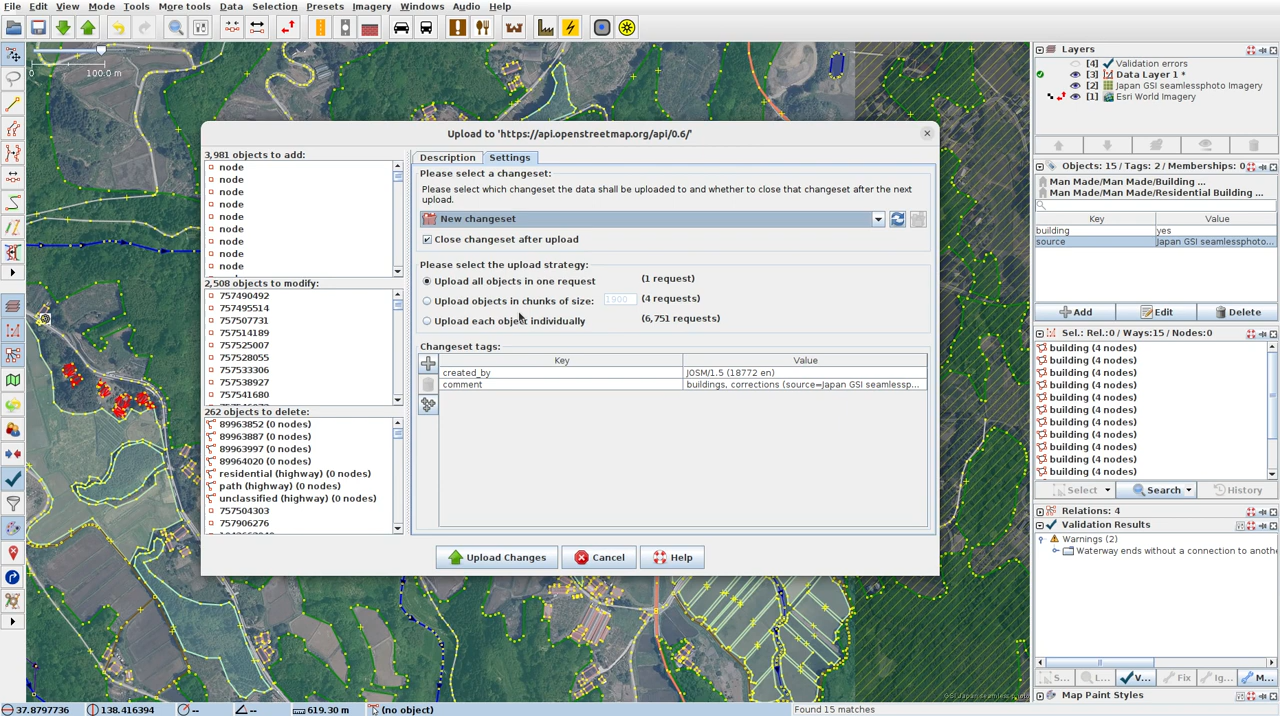 File Edit View Mode Tools More tools Data Selection Presets Imagery Windows Audio Help
0 100.0 m
Upload to 'https://api.openstreetmap.org/api/0.6/'
3,981 objects to add:
node
node
node
node
node
node
node
node
node
2,508 objects to modify:
757490492
757495514
757507731
757514189
757525007
757528055
757533306
757538927
757541680
262 objects to delete:
89963852 (0 nodes)
89963887 (0 nodes)
89963997 (0 nodes)
89964020 (0 nodes)
residential (highway) (0 nodes)
path (highway) (0 nodes)
unclassified (highway) (0 nodes)
757504303
757906276
Description Settings
Please select a changeset:
Please select which changeset the data shall be uploaded to and whether to close that changeset after the next
upload.
New changeset
Close changeset after upload
Please select the upload strategy:
Upload all objects in one request (1 request)
Upload objects in chunks of size: 1900 (4 requests)
Upload each object individually (6,751 requests)
Changeset tags:
Key Value
created_by JOSM/1.5 (18772 en)
comment buildings, corrections (source=Japan GSI seamlessp...
Upload Changes Cancel Help
Layers
[4] Validation errors
[3] Data Layer 1 *
[2] Japan GSI seamlessphoto Imagery
[1] Esri World Imagery
Objects: 15 / Tags: 2 / Memberships: 0
Man Made/Man Made/Building ...
Man Made/Man Made/Residential Building ...
Key Value
building yes
source Japan GSI seamlessphoto...
Add Edit Delete
Sel.: Rel.:0 / Ways:15 / Nodes:0
building (4 nodes)
building (4 nodes)
building (4 nodes)
building (4 nodes)
building (4 nodes)
building (4 nodes)
building (4 nodes)
building (4 nodes)
building (4 nodes)
building (4 nodes)
building (4 nodes)
Select Search History
Relations: 4
Validation Results
Warnings (2)
Waterway ends without a connection to anoth
S... L... V... Fix Ig... M...
Map Paint Styles
GSI Japan seamless photo
37.8797736 138.416394 -- -- 619.30 m (no object) Found 15 matches